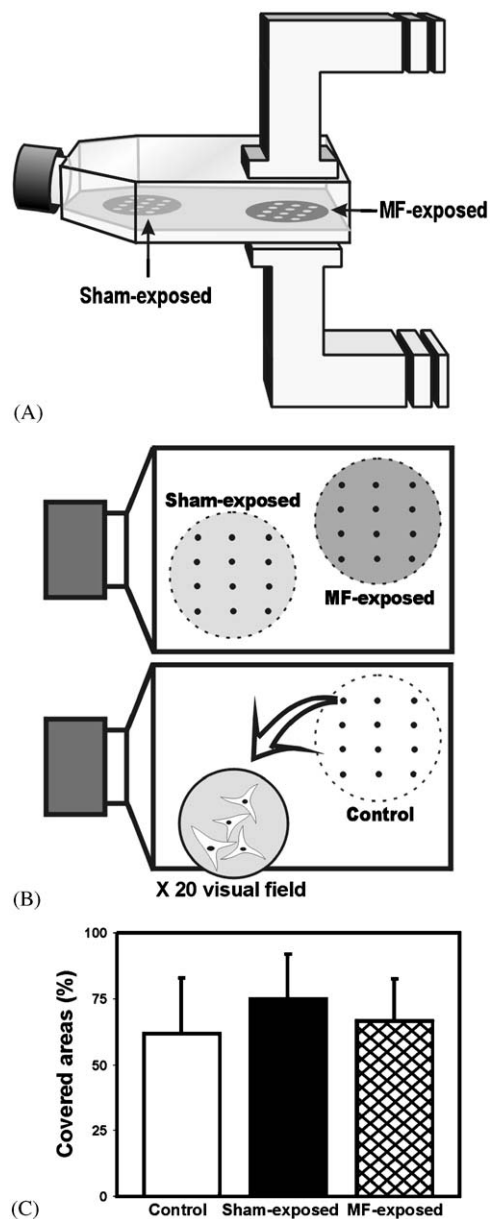 MF-exposed
Sham-exposed
(A)
Sham-exposed
MF-exposed
Control
X 20 visual field
(B)
100
75
50
25
0
Covered areas (%)
Control Sham-exposed MF-exposed
(C)